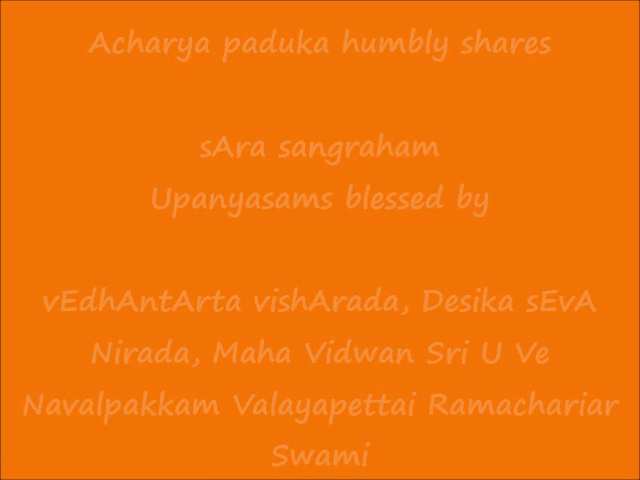 Acharya paduka humbly shares
sAra sangraham
Upanyasams blessed by
vEdhAntArta vishArada, Desika sEvA
Nirada, Maha Vidwan Sri U Ve
Navalpakkam Valayapettai Ramachariar
Swami